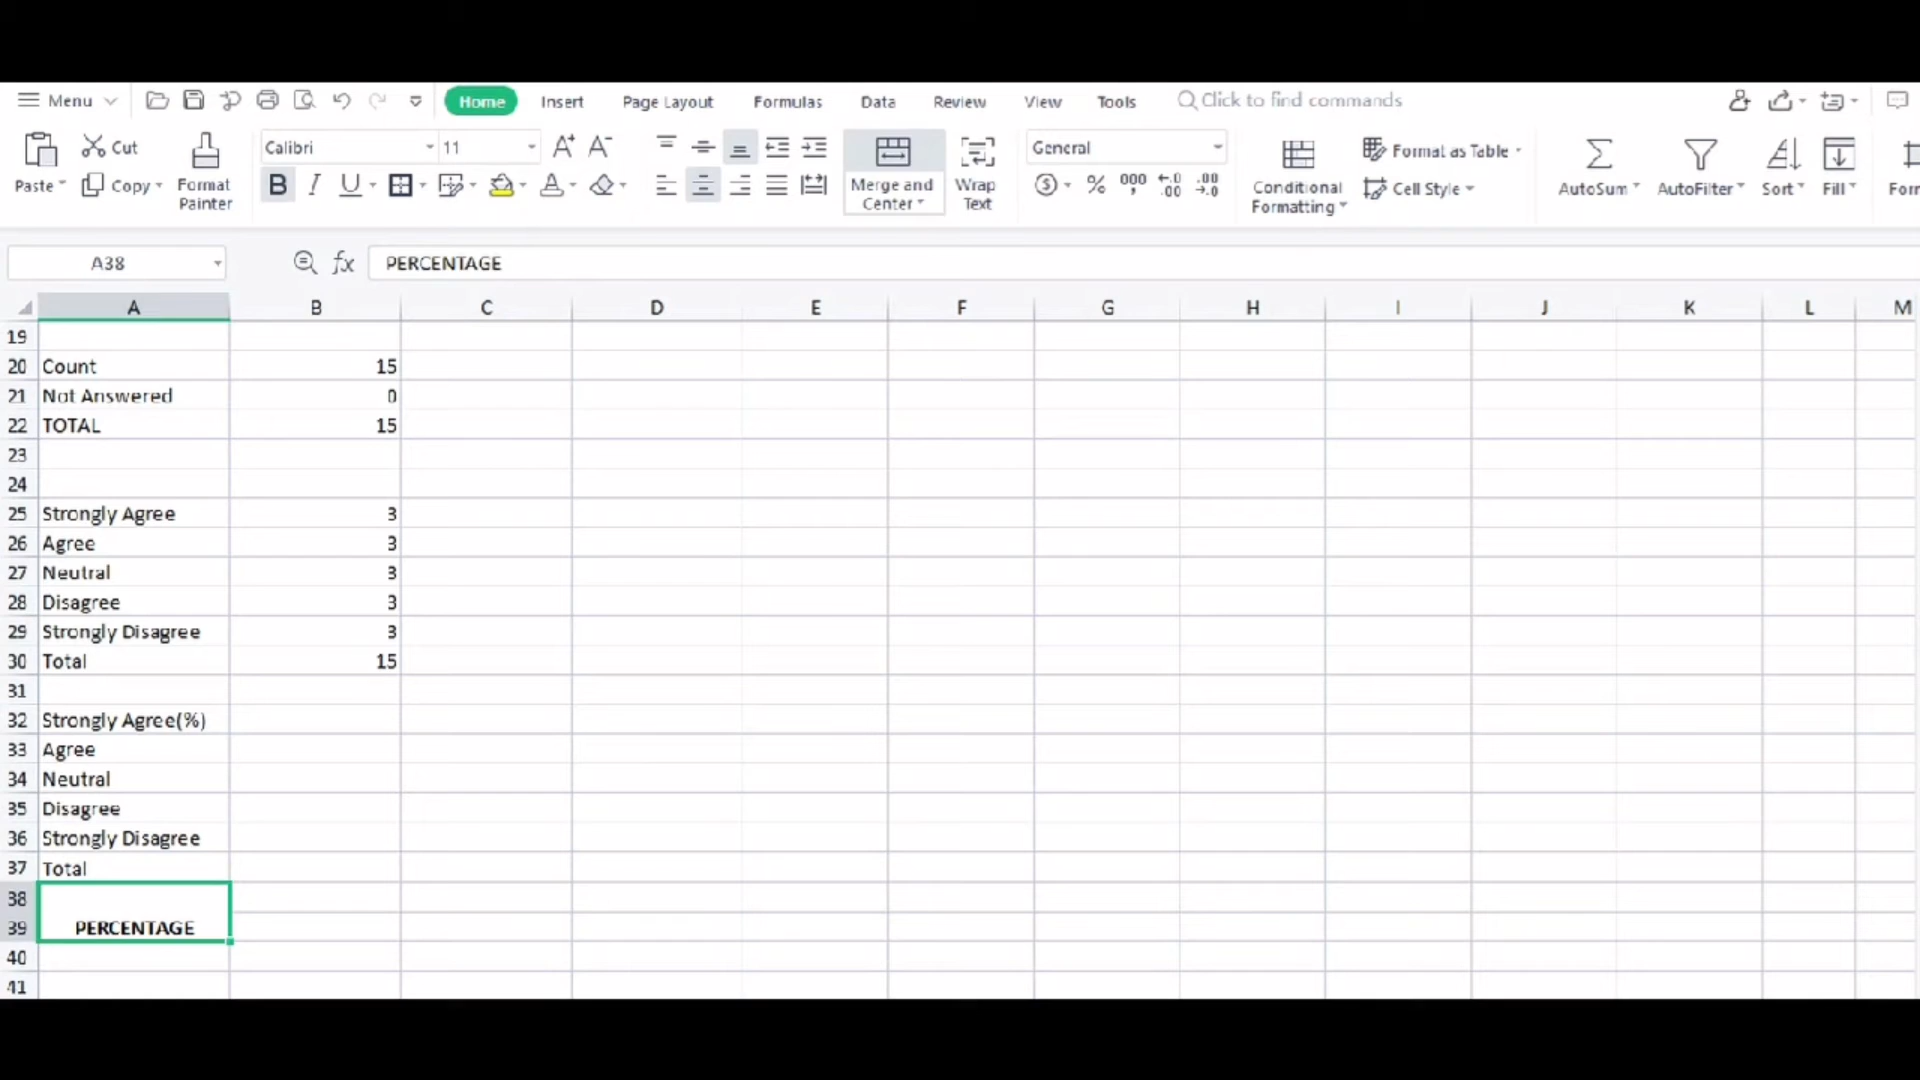 Menu Home Insert Page Layout Formulas Data Review View Tools Click to find commands
Paste Cut Copy Format Painter Calibri 11 General Format as Table
B I U Merge and Center Wrap Text $ % 000 .00 Conditional Formatting Cell Style AutoSum AutoFilter Sort Fill
A38 fx PERCENTAGE
A B C D E F G H I J K L M
19
20 Count 15
21 Not Answered 0
22 TOTAL 15
23
24
25 Strongly Agree 3
26 Agree 3
27 Neutral 3
28 Disagree 3
29 Strongly Disagree 3
30 Total 15
31
32 Strongly Agree(%)
33 Agree
34 Neutral
35 Disagree
36 Strongly Disagree
37 Total
38
39 PERCENTAGE
40
41